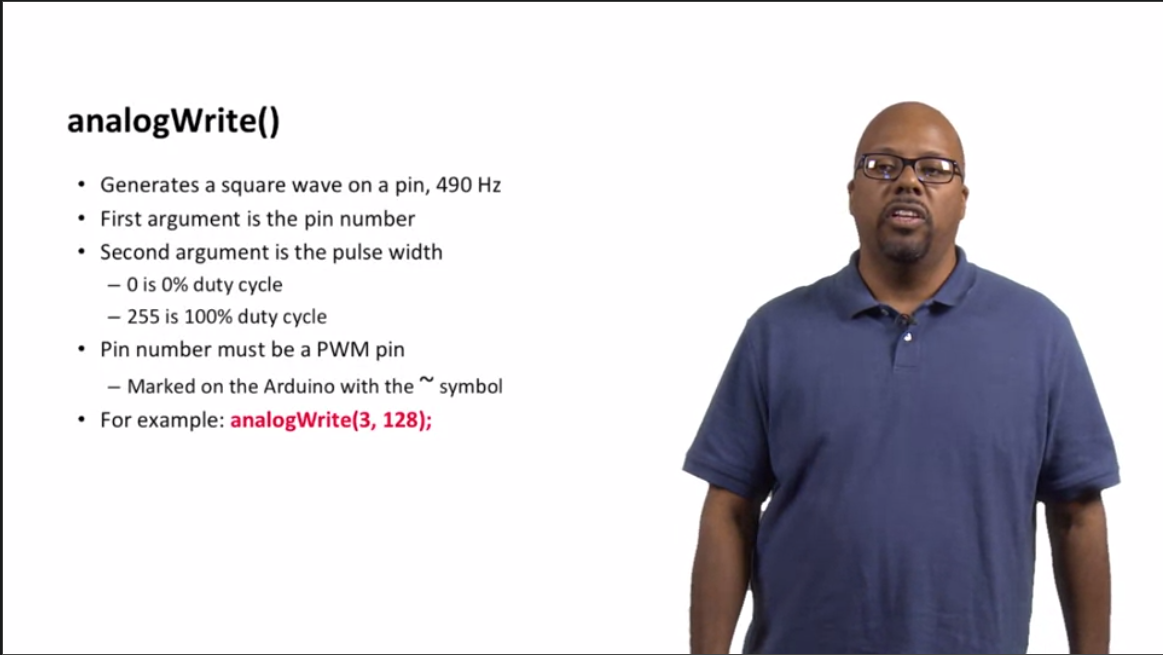 analogWrite()
• Generates a square wave on a pin, 490 Hz
• First argument is the pin number
• Second argument is the pulse width
– 0 is 0% duty cycle
– 255 is 100% duty cycle
• Pin number must be a PWM pin
– Marked on the Arduino with the ~ symbol
• For example: analogWrite(3, 128);